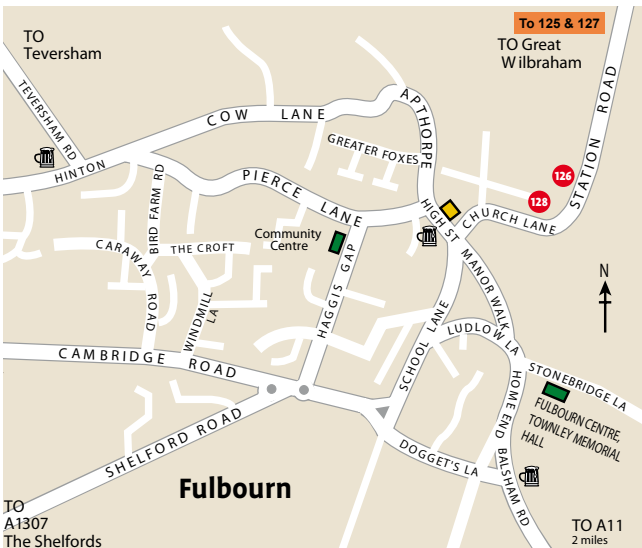 To 125 & 127
TO
Teversham
TO Great
Wilbraham
TEVERSHAM RD
COW LANE
APTHORPE
STATION ROAD
GREATER FOXES
126
128
HINTON
PIERCE LANE
BIRD FARM RD
HIGH ST
CHURCH LANE
Community
Centre
CARAWAY ROAD
THE CROFT
HAGGIS GAP
MANOR WALK
N
WINDMILL
LA
SCHOOL LANE
LUDLOW LA
CAMBRIDGE ROAD
STONEBRIDGE LA
HOME END
FULBOURN CENTRE,
TOWNLEY MEMORIAL
HALL
SHELFORD ROAD
DOGGET'S LA
BALSHAM RD
Fulbourn
TO
A1307
The Shelfords
TO A11
2 miles